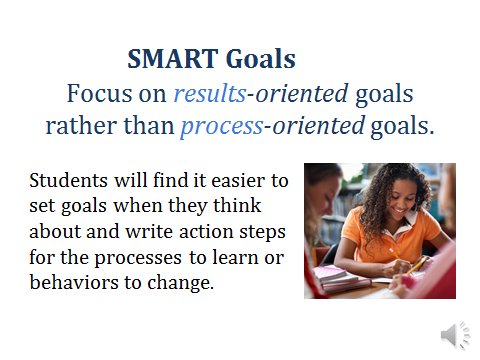 SMART Goals
Focus on results-oriented goals
rather than process-oriented goals.
Students will find it easier to
set goals when they think
about and write action steps
for the processes to learn or
behaviors to change.